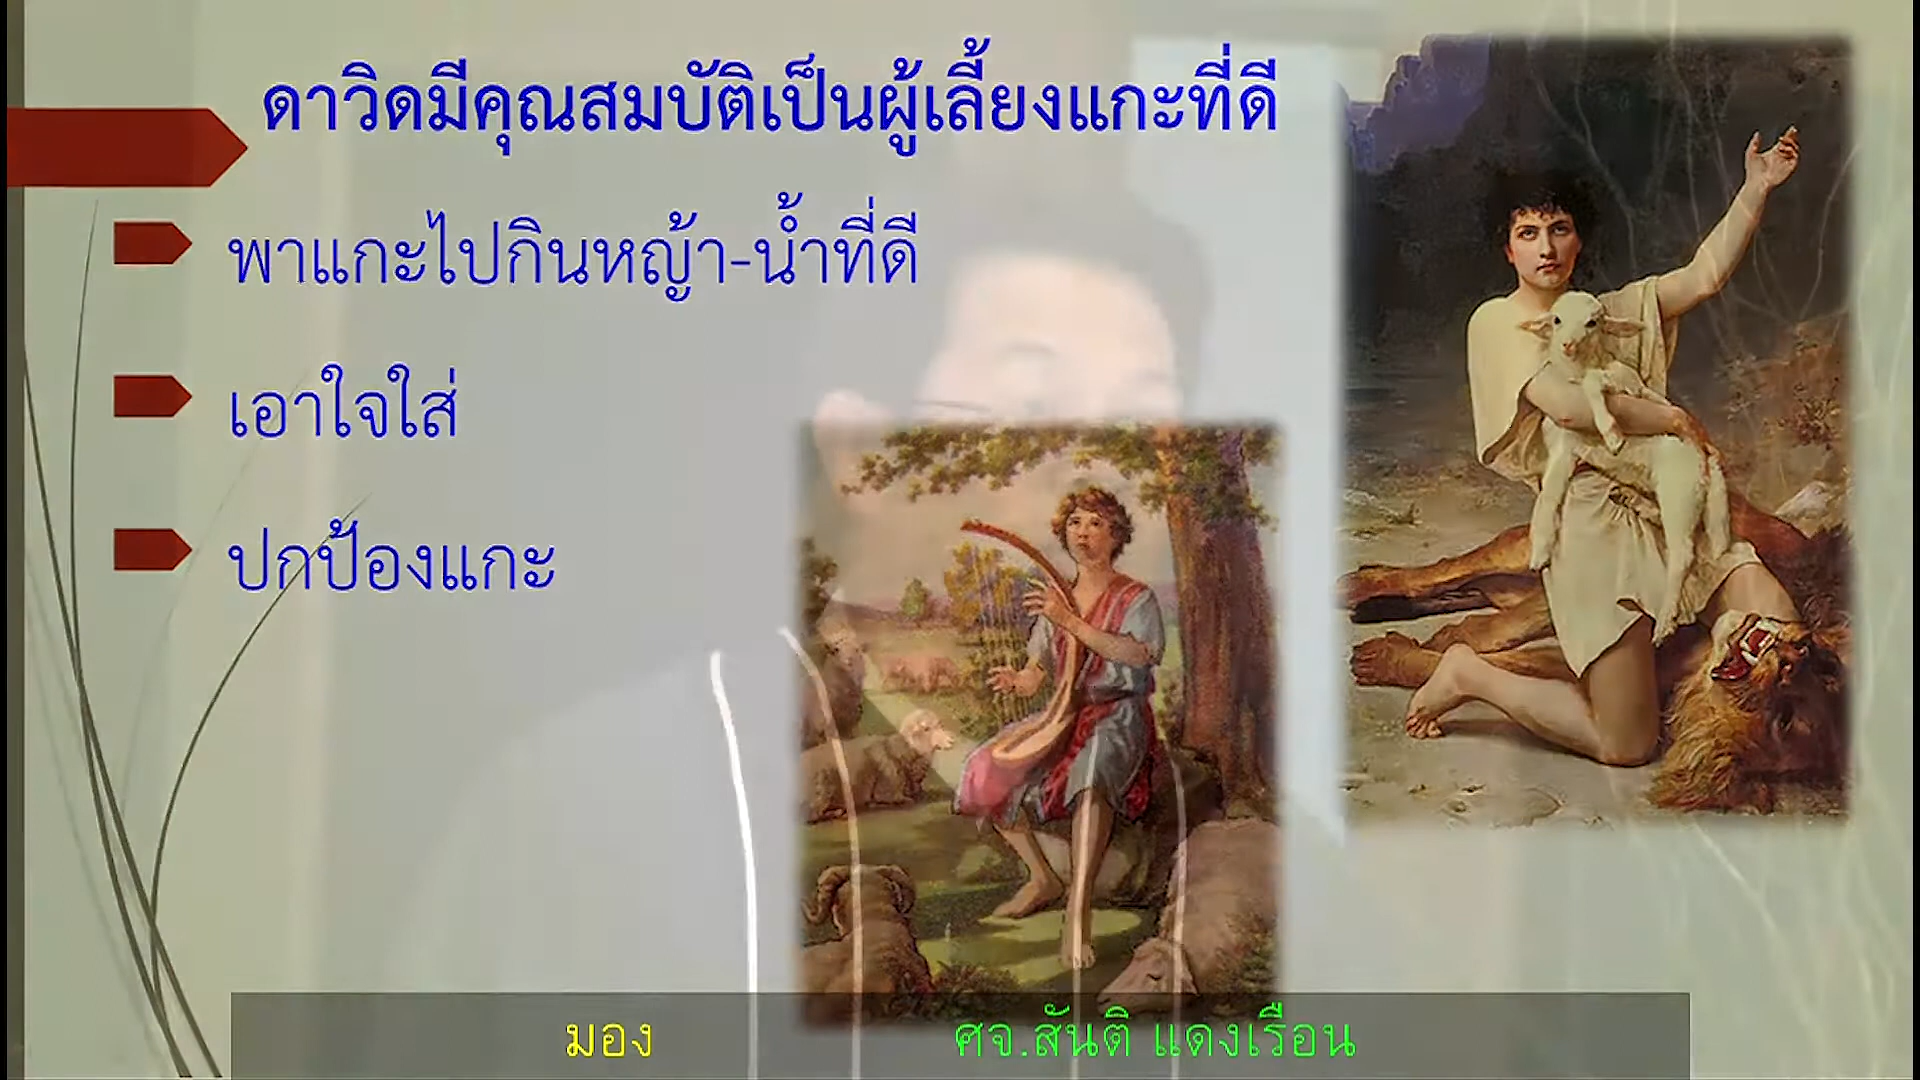 ดาวิดมีคุณสมบัติเป็นผู้เลี้ยงแกะที่ดี
พาแกะไปกินหญ้า-น้ำที่ดี
เอาใจใส่
ปกป้องแกะ
มอง ศจ.สันติ แดงเรือน